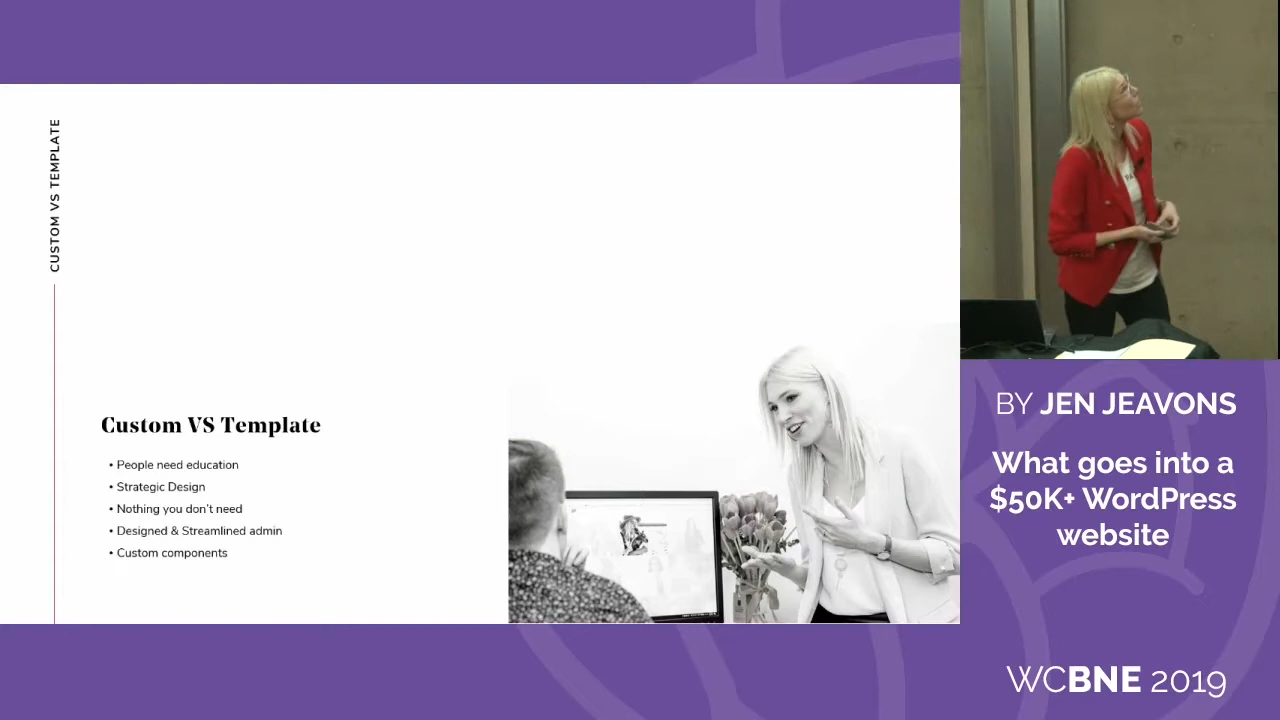 CUSTOM VS TEMPLATE
Custom VS Template
• People need education
• Strategic Design
• Nothing you don't need
• Designed & Streamlined admin
• Custom components
BY JEN JEAVONS
What goes into a
$50K+ WordPress
website
WCBNE 2019